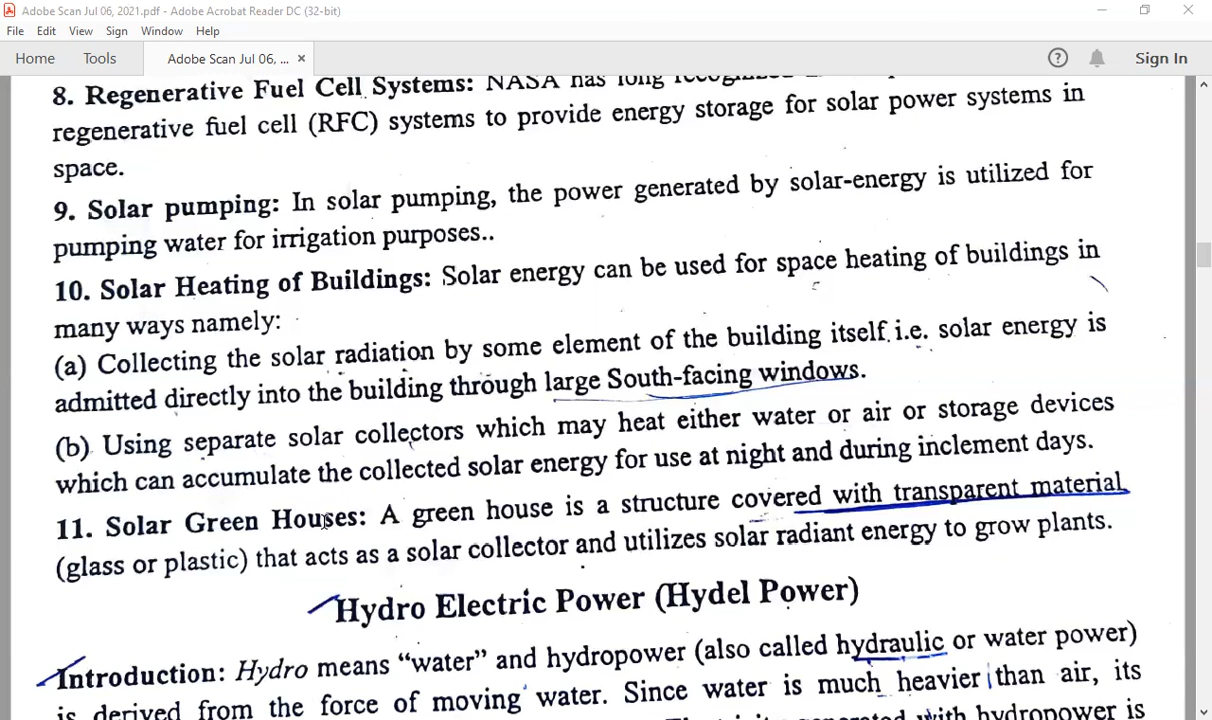 Adobe Scan Jul 06, 2021.pdf - Adobe Acrobat Reader DC (32-bit)
File Edit View Sign Window Help
Home Tools Adobe Scan Jul 06, ... × Sign In
8. Regenerative Fuel Cell Systems: NASA has long recognized
regenerative fuel cell (RFC) systems to provide energy storage for solar power systems in
space.
9. Solar pumping: In solar pumping, the power generated by solar-energy is utilized for
pumping water for irrigation purposes..
10. Solar Heating of Buildings: Solar energy can be used for space heating of buildings in
many ways namely:
(a) Collecting the solar radiation by some element of the building itself i.e. solar energy is
admitted directly into the building through large South-facing windows.
(b) Using separate solar collectors which may heat either water or air or storage devices
which can accumulate the collected solar energy for use at night and during inclement days.
11. Solar Green Houses: A green house is a structure covered with transparent material
(glass or plastic) that acts as a solar collector and utilizes solar radiant energy to grow plants.
Hydro Electric Power (Hydel Power)
Introduction: Hydro means "water" and hydropower (also called hydraulic or water power)
is derived from the force of moving water. Since water is much heavier than air, its
with hydropower is